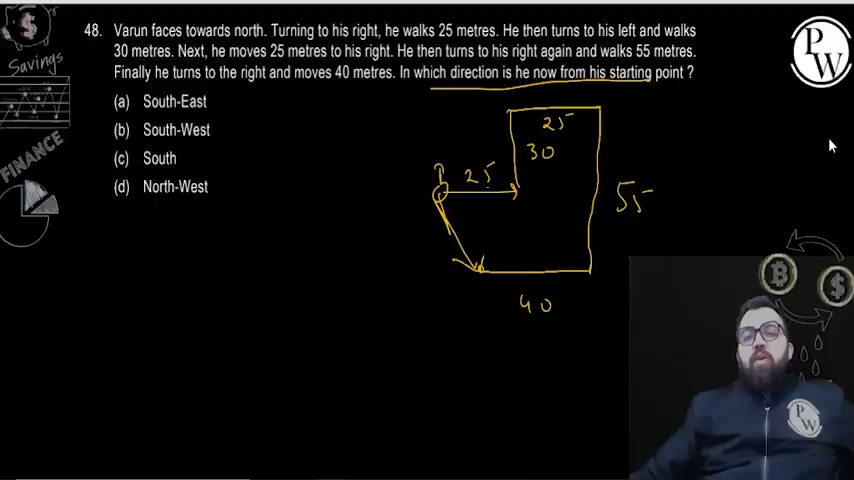 48. Varun faces towards north. Turning to his right, he walks 25 metres. He then turns to his left and walks
30 metres. Next, he moves 25 metres to his right. He then turns to his right again and walks 55 metres.
Finally he turns to the right and moves 40 metres. In which direction is he now from his starting point ?
(a) South-East
(b) South-West
(c) South
(d) North-West
Savings
FINANCE
25
30
25
55
40
P
W
B
$
$
$
P
W